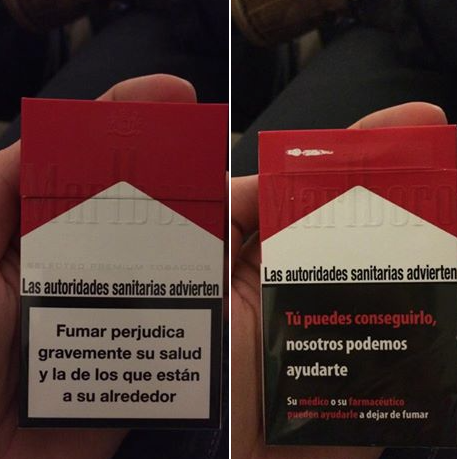 Marlboro
SELECTED PREMIUM TOBACCOS
Las autoridades sanitarias advierten
Fumar perjudica
gravemente su salud
y la de los que están
a su alrededor
Marlboro
Las autoridades sanitarias advierten
Tú puedes conseguirlo,
nosotros podemos
ayudarte
Su médico o su farmacéutico
pueden ayudarle a dejar de fumar